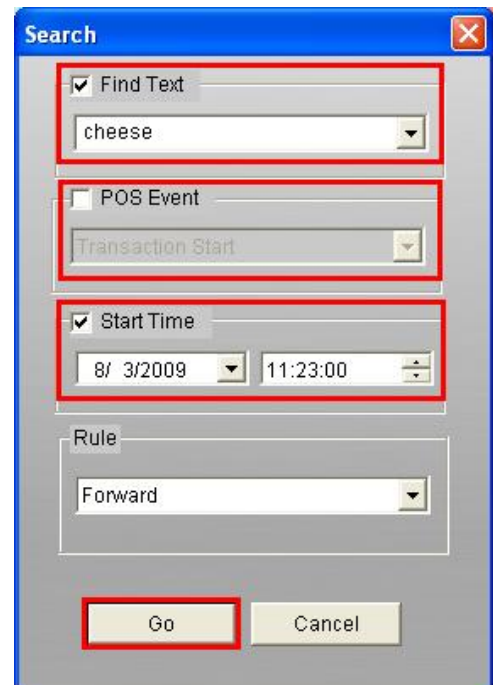 Search
Find Text
cheese
POS Event
Transaction Start
Start Time
8/ 3/2009 11:23:00
Rule
Forward
Go Cancel